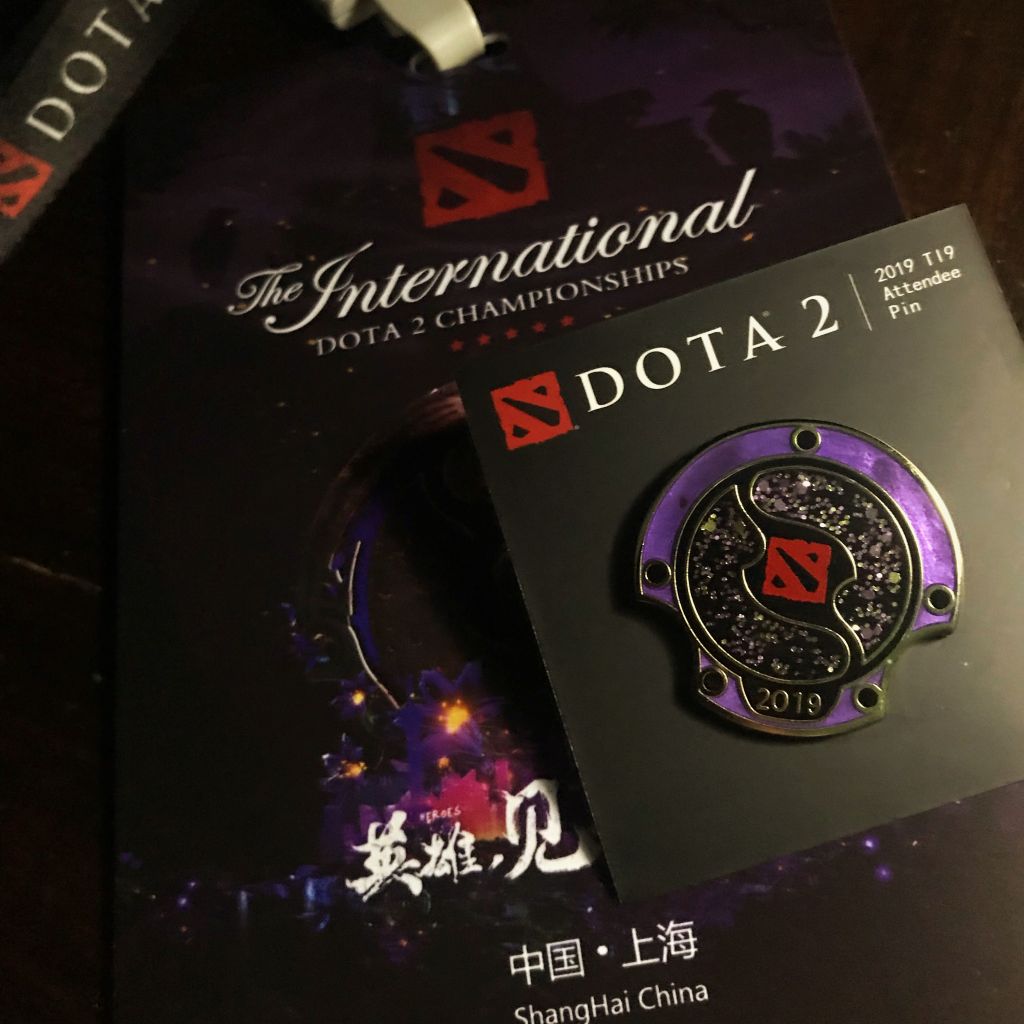 DOTA
The International
DOTA 2 CHAMPIONSHIPS
DOTA 2
2019 TI9
Attendee
Pin
2019
HEROES
英雄,见
中国·上海
ShangHai China